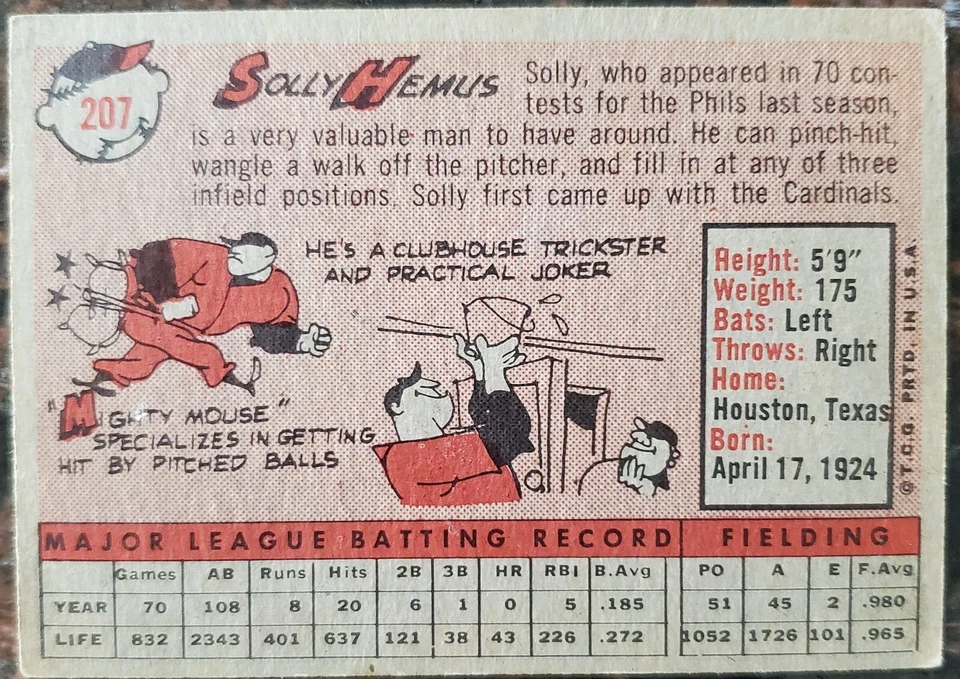 207
SOLLY HEMUS
Solly, who appeared in 70 con-
tests for the Phils last season,
is a very valuable man to have around. He can pinch-hit,
wangle a walk off the pitcher, and fill in at any of three
infield positions. Solly first came up with the Cardinals.
HE'S A CLUBHOUSE TRICKSTER
AND PRACTICAL JOKER
"MIGHTY MOUSE"
SPECIALIZES IN GETTING
HIT BY PITCHED BALLS
Height: 5'9"
Weight: 175
Bats: Left
Throws: Right
Home:
Houston, Texas
Born:
April 17, 1924
© T.C.G. PRTD. IN U.S.A
MAJOR LEAGUE BATTING RECORD FIELDING
Games AB Runs Hits 2B 3B HR RBI B.Avg PO A E F.Avg
YEAR 70 108 8 20 6 1 0 5 .185 51 45 2 .980
LIFE 832 2343 401 637 121 38 43 226 .272 1052 1726 101 .965